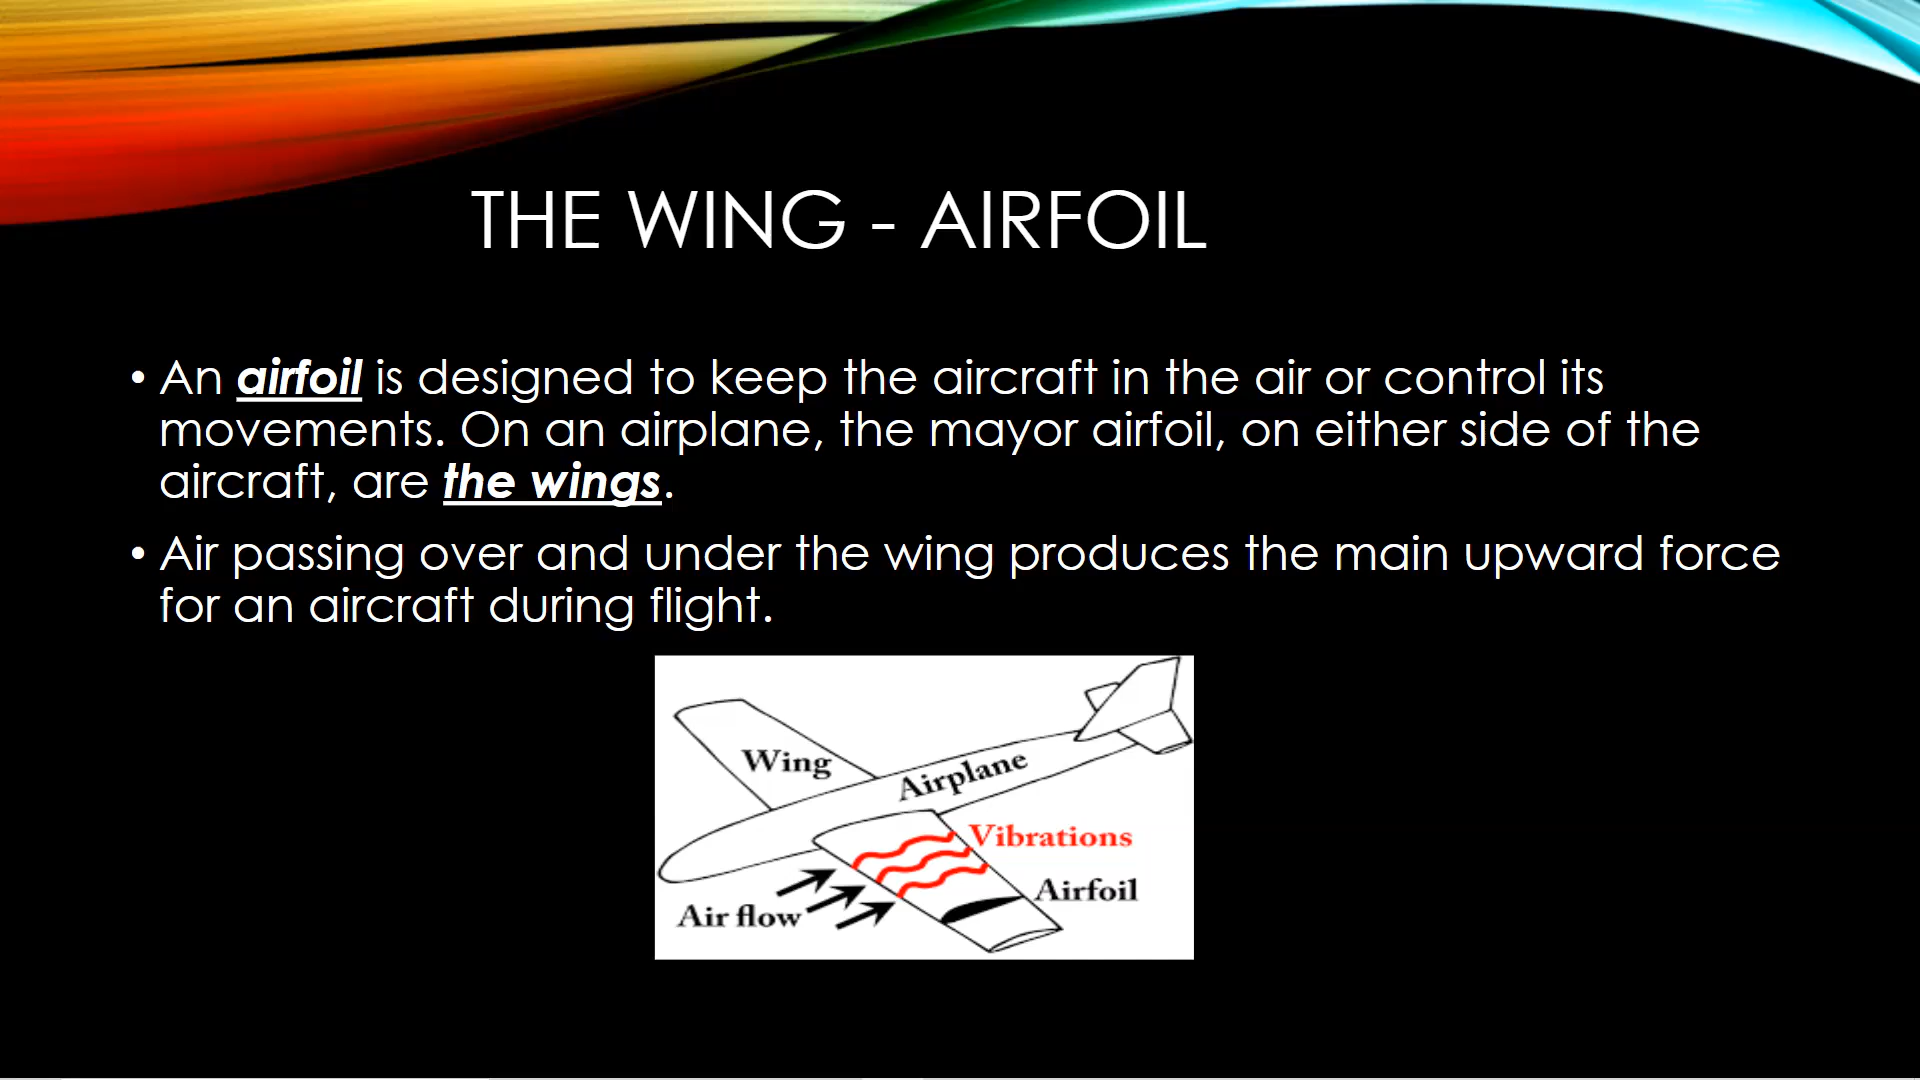 THE WING - AIRFOIL
• An airfoil is designed to keep the aircraft in the air or control its
movements. On an airplane, the mayor airfoil, on either side of the
aircraft, are the wings.
• Air passing over and under the wing produces the main upward force
for an aircraft during flight.
Wing
Airplane
Vibrations
Airfoil
Air flow